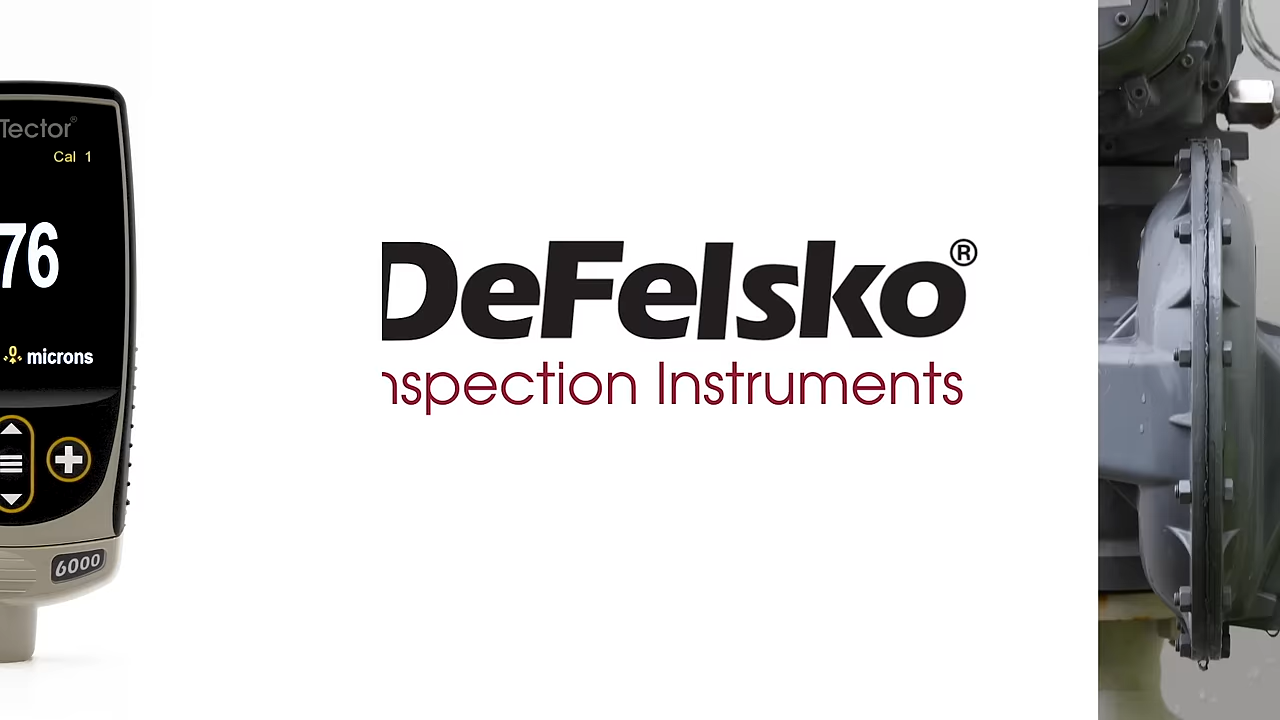 Tector®
Cal 1
76
microns
6000
DeFelsko®
nspection Instruments